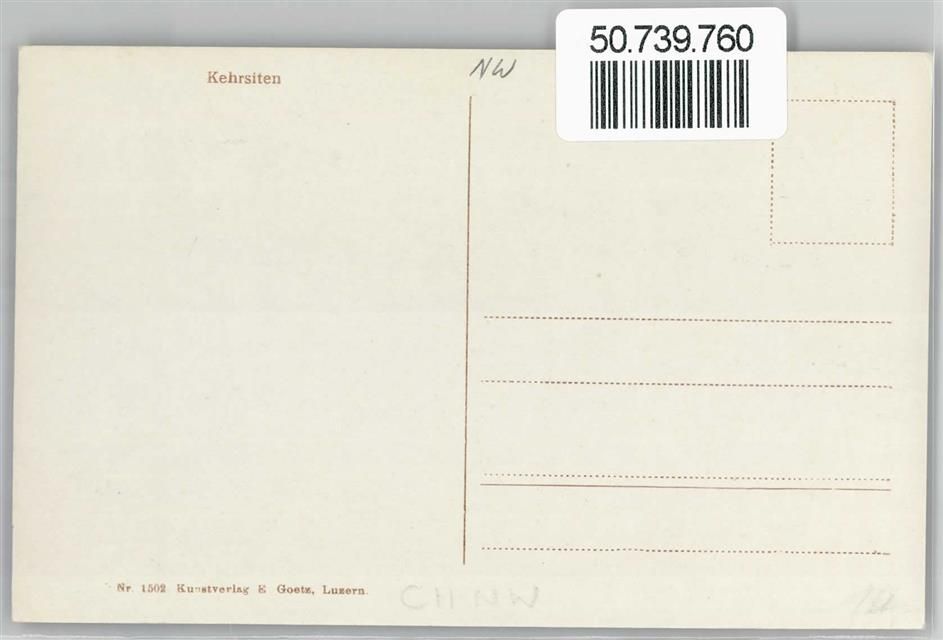 50.739.760
Kehrsiten
NW
Nr. 1502 Kunstverlag E Goetz, Luzern.
CH NW